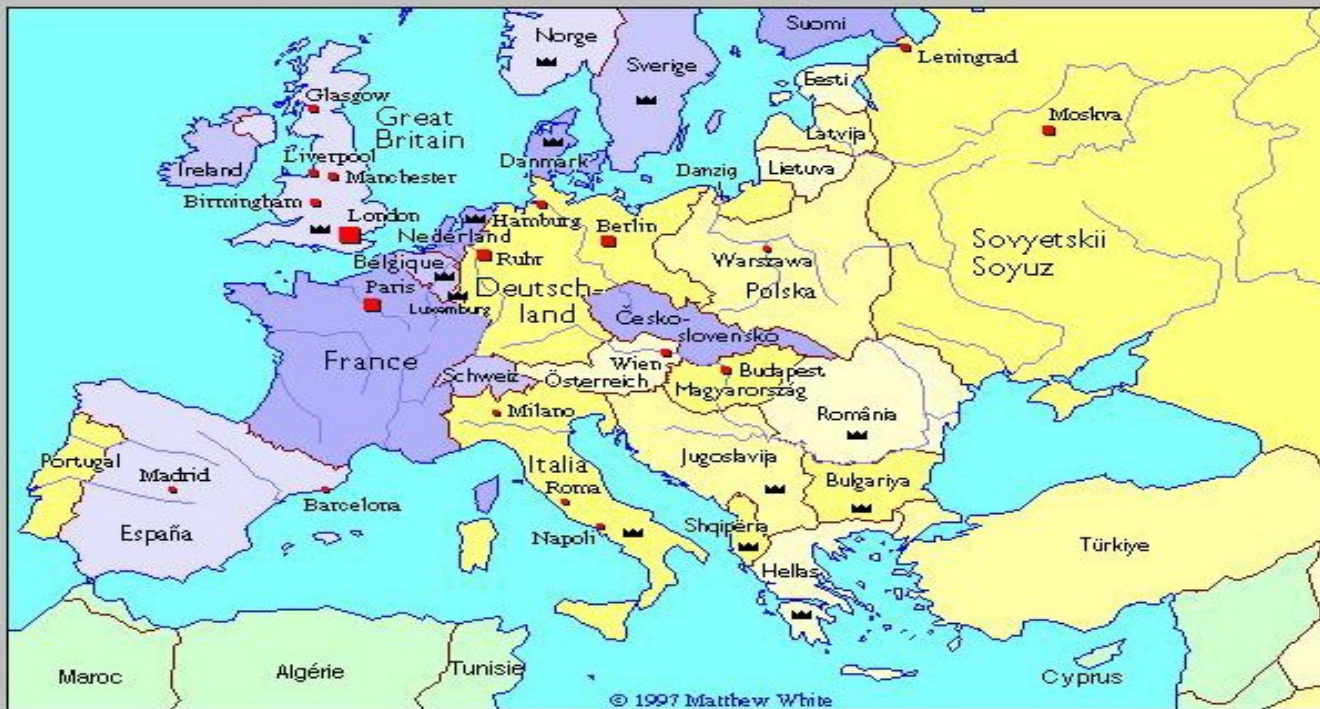 Norge
Suomi
Sverige
Leningrad
Eesti
Glasgow
Great
Britain
Moskva
Latvija
Danmark
Liverpool
Ireland
Manchester
Danzig
Lietuva
Birmingham
London
Hamburg
Berlin
Nederland
Sovyetskii
Soyuz
Belgique
Ruhr
Warszawa
Paris
Deutsch-
land
Polska
Luxemburg
Česko-
slovensko
France
Wien
Schweiz
Österreich
Budapest
Magyarország
Milano
România
Portugal
Madrid
Italia
Jugoslavija
Bulgariya
Roma
Barcelona
España
Napoli
Shqipëria
Türkiye
Hellas
Maroc
Algérie
Tunisie
Cyprus
© 1997 Matthew White